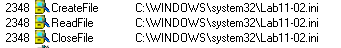 2348 CreateFile C:\WINDOWS\system32\Lab11-02.ini
2348 ReadFile C:\WINDOWS\system32\Lab11-02.ini
2348 CloseFile C:\WINDOWS\system32\Lab11-02.ini